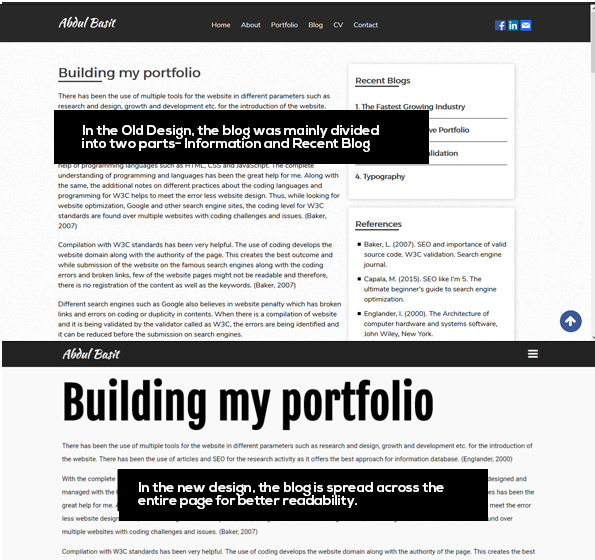 Abdul Basit
Home About Portfolio Blog CV Contact
Building my portfolio
There has been the use of multiple tools for the website in different parameters such as
research and design, growth and development etc. for the introduction of the website.
In the Old Design, the blog was mainly divided
into two parts- Information and Recent Blog
help of programming languages such as HTML, CSS and JavaScript. The complete
understanding of programming and languages has been the great help for me. Along with
the same, the additional notes on different practices about the coding languages and
programming for W3C helps to meet the error less website design. Thus, while looking for
website optimization, Google and other search engine sites, the coding level for W3C
standards are found over multiple websites with coding challenges and issues. (Baker,
2007)
Compilation with W3C standards has been very helpful. The use of coding develops the
website domain along with the authority of the page. This creates the best outcome and
while submission of the website on the famous search engines along with the coding
errors and broken links, few of the website pages might not be readable and therefore,
there is no registration of the content as well as the keywords. (Baker, 2007)
Different search engines such as Google also believes in website penalty which has broken
links and errors on coding or duplicity in contents. When there is a compilation of website
and it is being validated by the validator called as W3C, the errors are being identified and
it can be reduced before the submission on search engines.
Recent Blogs
1. The Fastest Growing Industry
ve Portfolio
alidation
4. Typography
References
Baker, L. (2007). SEO and importance of valid
source code. W3C validation. Search engine
journal.
Capala, M. (2015). SEO like I'm 5. The
ultimate beginner's guide to search engine
optimization.
Englander, I. (2000). The Architecture of
computer hardware and systems software,
John Wiley, New York.
Abdul Basit
Building my portfolio
There has been the use of multiple tools for the website in different parameters such as research and design, growth and development etc. for the introduction of
the website. There has been the use of articles and SEO for the research activity as it offers the best approach for information database. (Englander, 2000)
With the complete designed and
In the new design, the blog is spread across the
entire page for better readability.
managed with the es has been the
great help for me. A meet the error
less website design und over
multiple websites with coding challenges and issues. (Baker, 2007)
Compilation with W3C standards has been very helpful. The use of coding develops the website domain along with the authority of the page. This creates the best